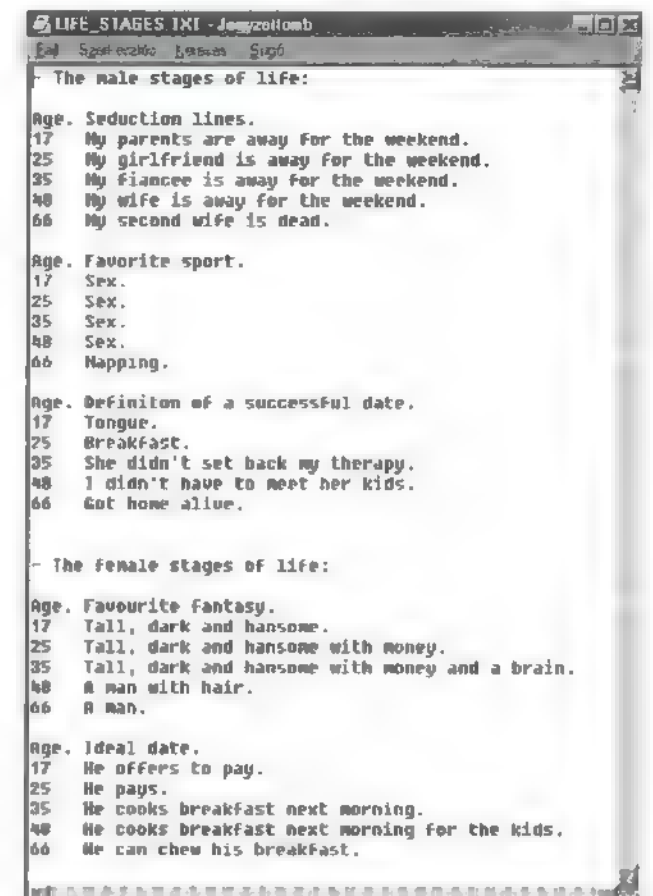 LIFE_STAGES.TXT - Jegyzettömb
Fájl Szerkesztés Keresés Súgó
- The male stages of life:
Age. Seduction lines.
17 My parents are away for the weekend.
25 My girlfriend is away for the weekend.
35 My fiancee is away for the weekend.
48 My wife is away for the weekend.
66 My second wife is dead.
Age. Favorite sport.
17 Sex.
25 Sex.
35 Sex.
48 Sex.
66 Napping.
Age. Definiton of a successful date.
17 Tongue.
25 Breakfast.
35 She didn't set back my therapy.
48 I didn't have to meet her kids.
66 Got home alive.
- The female stages of life:
Age. Favourite fantasy.
17 Tall, dark and hansome.
25 Tall, dark and hansome with money.
35 Tall, dark and hansome with money and a brain.
48 A man with hair.
66 A man.
Age. Ideal date.
17 He offers to pay.
25 He pays.
35 He cooks breakfast next morning.
48 He cooks breakfast next morning for the kids.
66 He can chew his breakfast.